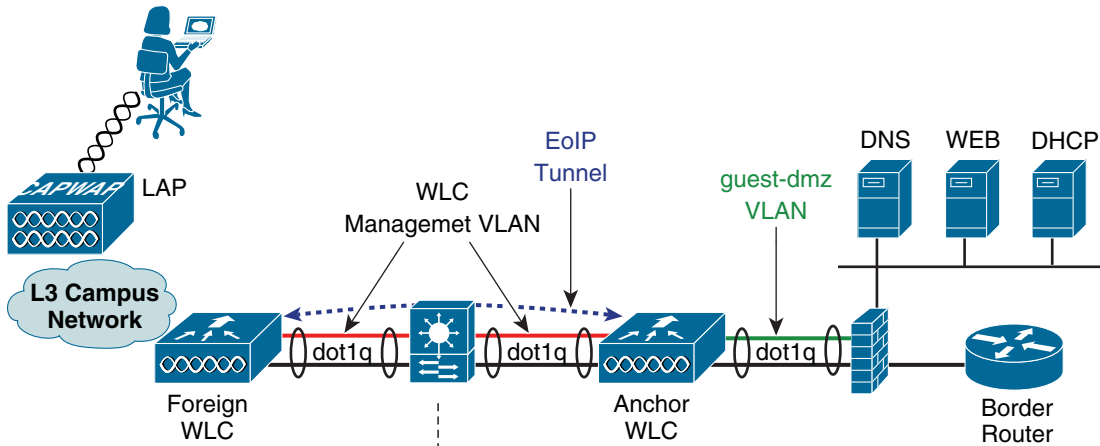 CAPWAP
LAP
L3 Campus
Network
WLC
Managemet VLAN
EoIP
Tunnel
guest-dmz
VLAN
DNS
WEB
DHCP
dot1q
dot1q
dot1q
Foreign
WLC
Anchor
WLC
Border
Router